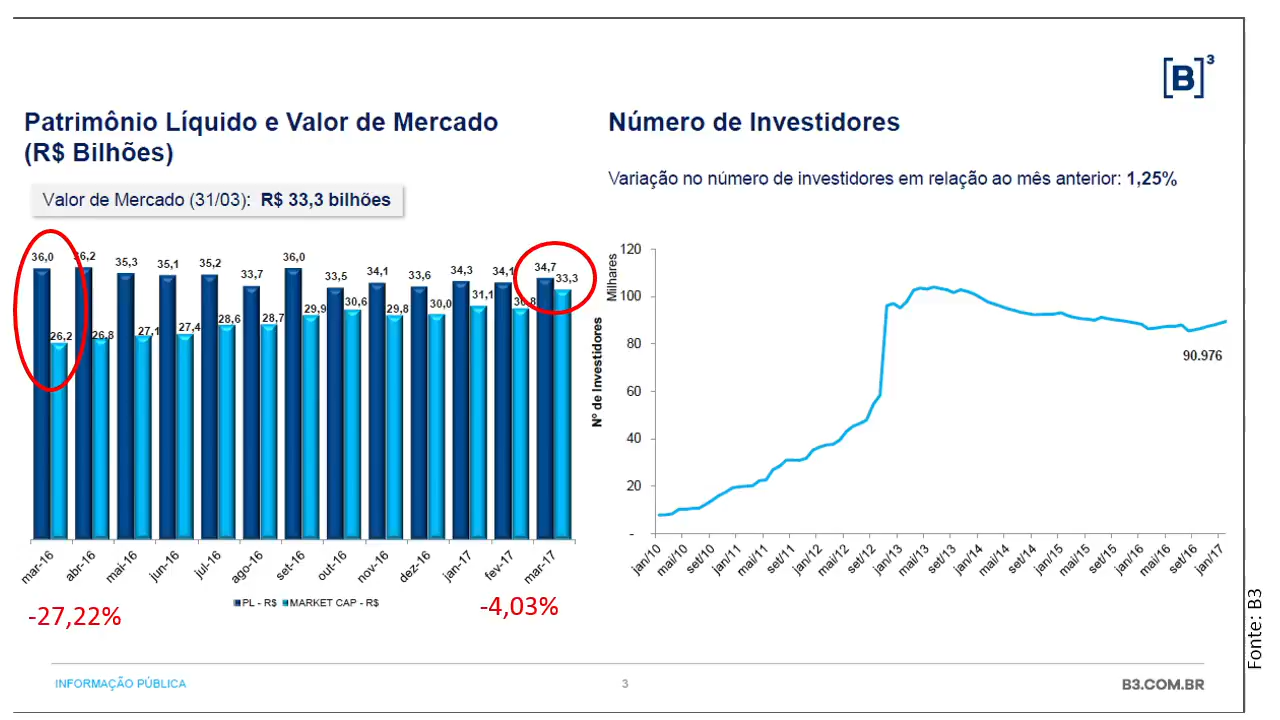 [B]³
Patrimônio Líquido e Valor de Mercado
(R$ Bilhões)
Valor de Mercado (31/03): R$ 33,3 bilhões
36,0
26,2
36,2
26,8
35,3
27,1
35,1
27,4
35,2
28,6
33,7
28,7
36,0
29,9
33,5
30,6
34,1
29,8
33,6
30,0
34,3
31,1
34,1
30,8
34,7
33,3
mar-16
abr-16
mai-16
jun-16
jul-16
ago-16
set-16
out-16
nov-16
dez-16
jan-17
fev-17
mar-17
PL - R$ MARKET CAP - R$
-27,22%
-4,03%
Número de Investidores
Variação no número de investidores em relação ao mês anterior: 1,25%
Milhares
Nº de Investidores
120
100
80
60
40
20
-
90.976
jan/10
mai/10
set/10
jan/11
mai/11
set/11
jan/12
mai/12
set/12
jan/13
mai/13
set/13
jan/14
mai/14
set/14
jan/15
mai/15
set/15
jan/16
mai/16
set/16
jan/17
Fonte: B3
INFORMAÇÃO PÚBLICA
3
B3.COM.BR